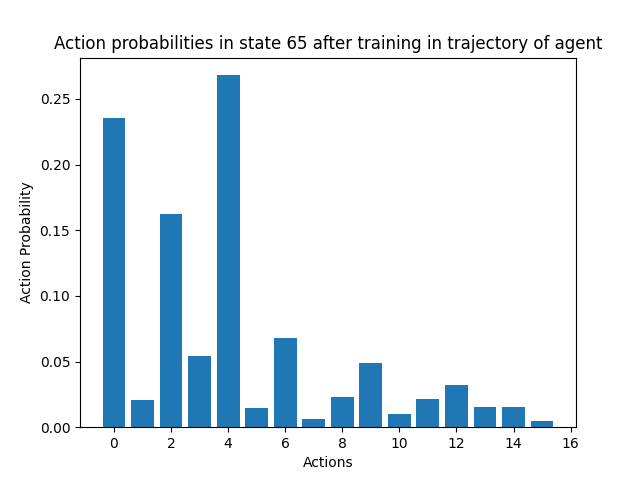 Action probabilities in state 65 after training in trajectory of agent
0.25
0.20
0.15
0.10
0.05
0.00
Action Probability
0 2 4 6 8 10 12 14 16
Actions